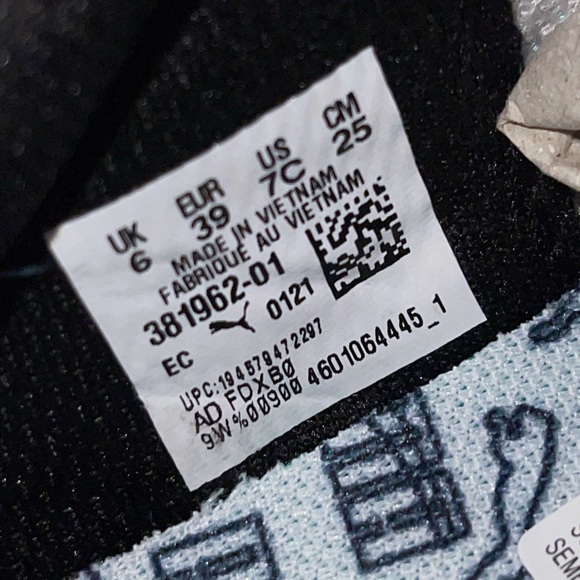 UK EUR US CM
6 39 7C 25
MADE IN VIETNAM
FABRIQUE AU VIETNAM
381962-01
EC 0121
UPC:194579472297
AD FDXB0
9W%00900 4601064445_1
SEM